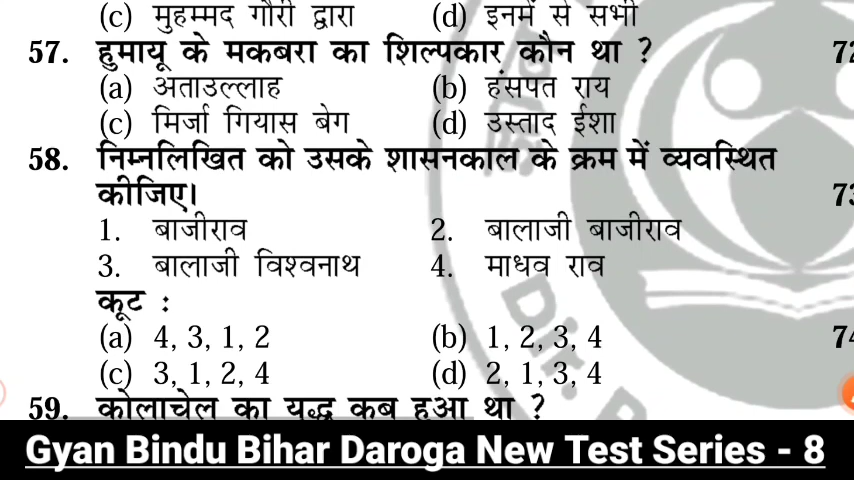 (c) मुहम्मद गौरी द्वारा (d) इनमें से सभी
57. हुमायू के मकबरा का शिल्पकार कौन था ?
(a) अताउल्लाह (b) हंसपत राय
(c) मिर्जा गियास बेग (d) उस्ताद ईशा
58. निम्नलिखित को उसके शासनकाल के क्रम में व्यवस्थित
कीजिए।
1. बाजीराव 2. बालाजी बाजीराव
3. बालाजी विश्वनाथ 4. माधव राव
कूट :
(a) 4, 3, 1, 2 (b) 1, 2, 3, 4
(c) 3, 1, 2, 4 (d) 2, 1, 3, 4
59. कोलाचेल का युद्ध कब हुआ था ?
Gyan Bindu Bihar Daroga New Test Series - 8